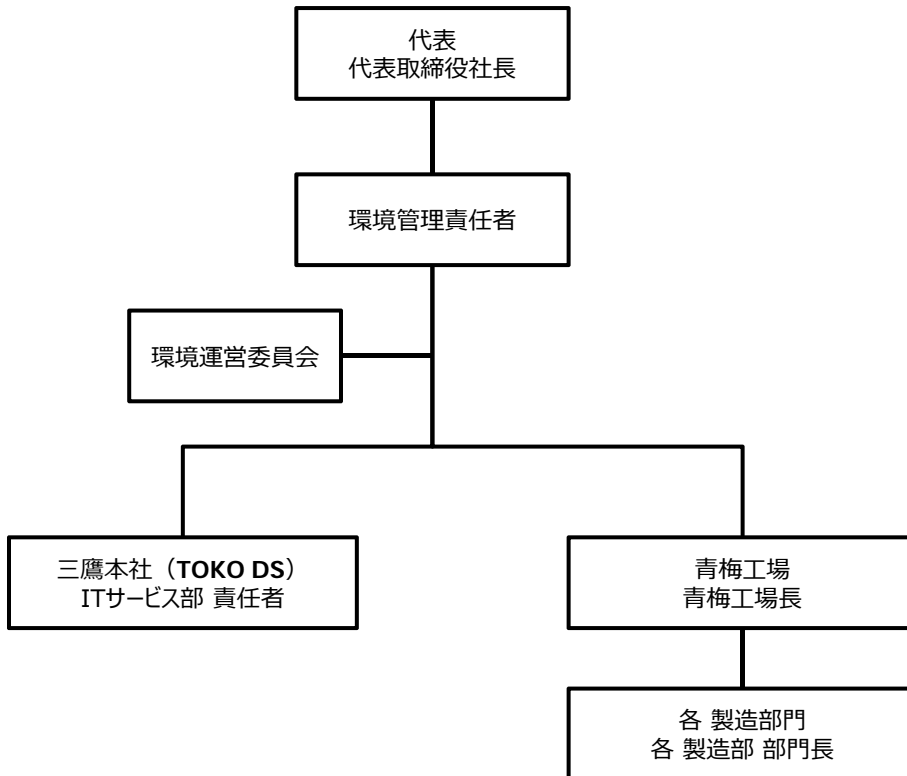 代表
代表取締役社長
環境管理責任者
環境運営委員会
三鷹本社（TOKO DS）
ITサービス部 責任者
青梅工場
青梅工場長
各 製造部門
各 製造部 部門長